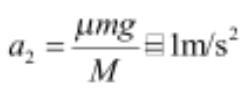 a₂ = μmg / M ⌸ 1m/s²